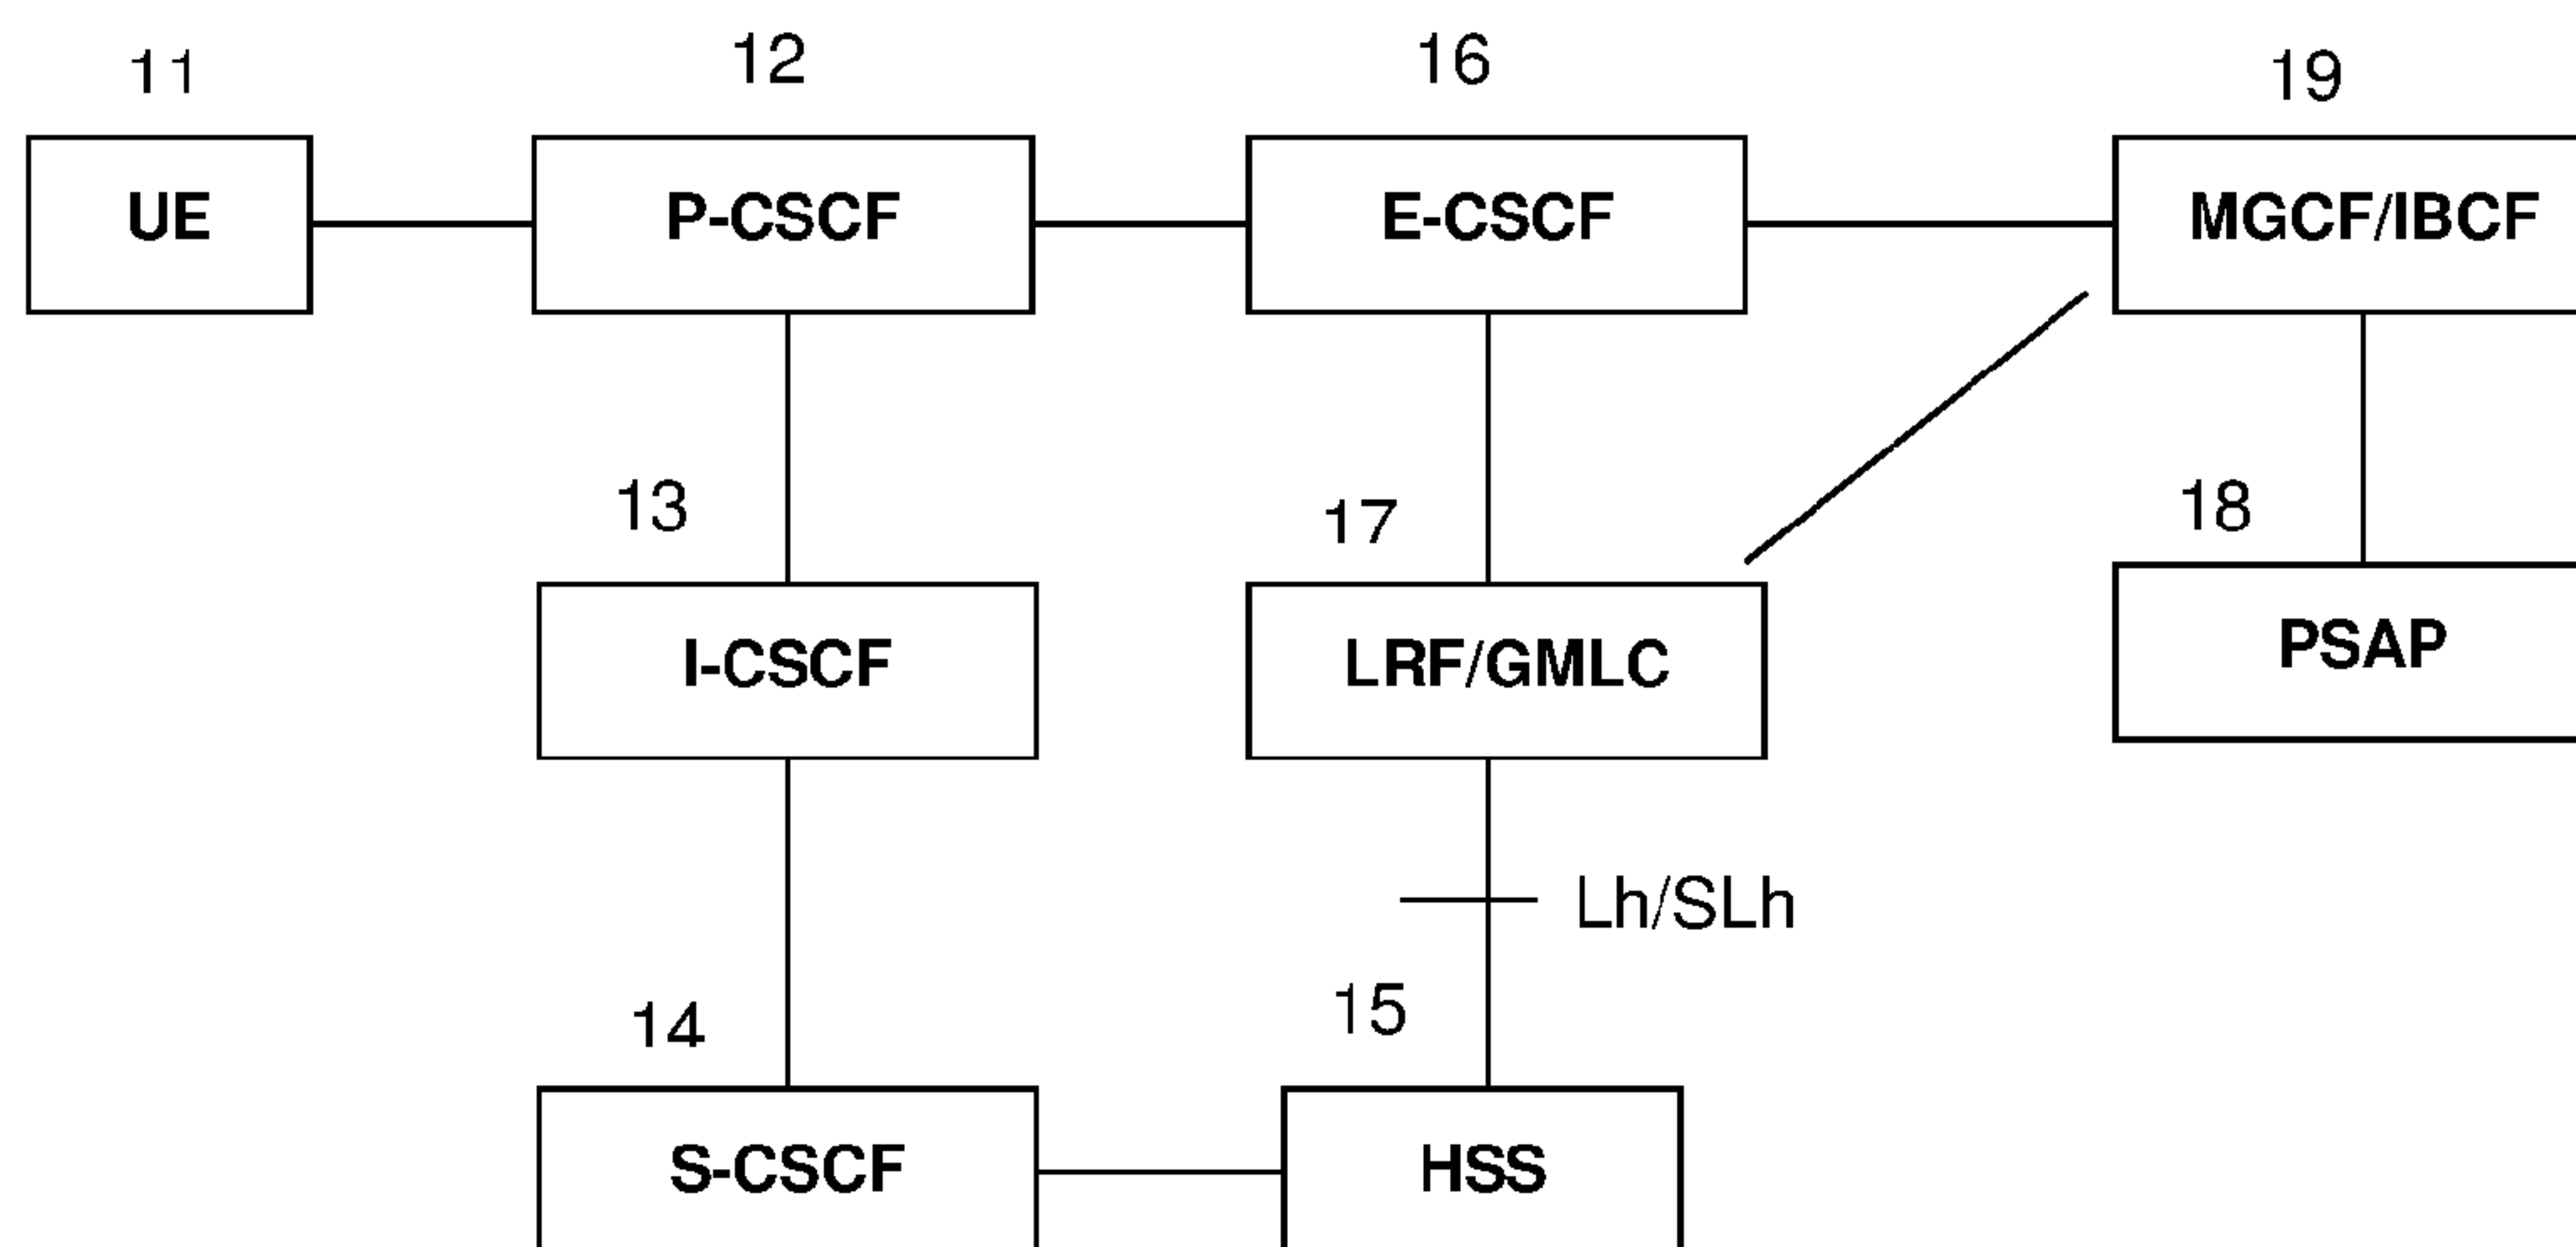 11
12
16
19
UE
P-CSCF
E-CSCF
MGCF/IBCF
13
17
18
I-CSCF
LRF/GMLC
PSAP
Lh/SLh
14
15
S-CSCF
HSS